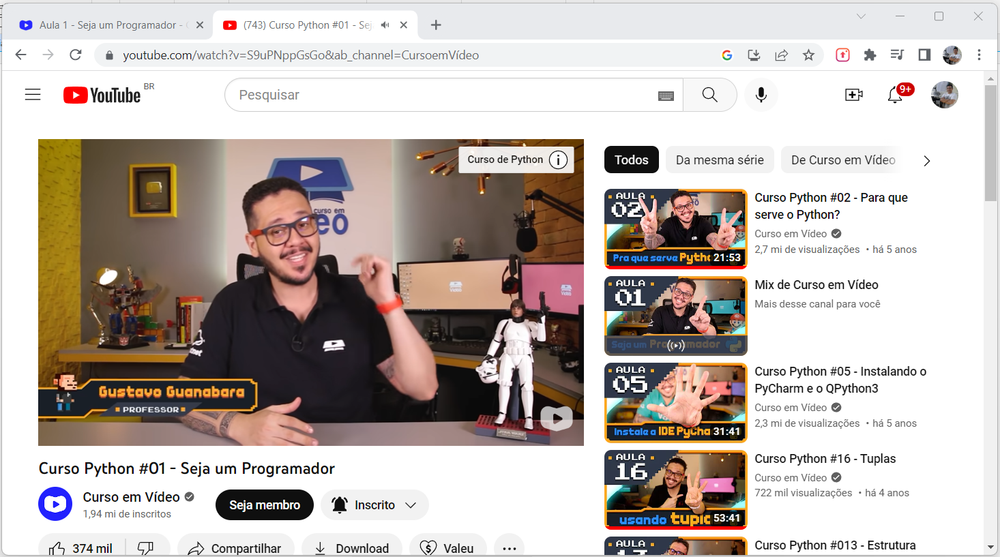 Aula 1 - Seja um Programador -
(743) Curso Python #01 - Sej
youtube.com/watch?v=S9uPNppGsGo&ab_channel=CursoemVídeo
YouTube BR
Pesquisar
9+
Curso de Python
curso em
Gustavo Guanabara
PROFESSOR
STAR WARS
Curso Python #01 - Seja um Programador
Curso em Vídeo
1,94 mi de inscritos
Seja membro
Inscrito
374 mil
Compartilhar
Download
Valeu
Todos
Da mesma série
De Curso em Vídeo
AULA
02
Pra que serve Pytho
21:53
Curso Python #02 - Para que
serve o Python?
Curso em Vídeo
2,7 mi de visualizações • há 5 anos
AULA
01
Seja um Programador
Mix de Curso em Vídeo
Mais desse canal para você
AULA
05
Instale a IDE PyCha
31:41
Curso Python #05 - Instalando o
PyCharm e o QPython3
Curso em Vídeo
2,3 mi de visualizações • há 5 anos
AULA
16
usando tupl
53:41
Curso Python #16 - Tuplas
Curso em Vídeo
722 mil visualizações • há 4 anos
AULA
Curso Python #013 - Estrutura